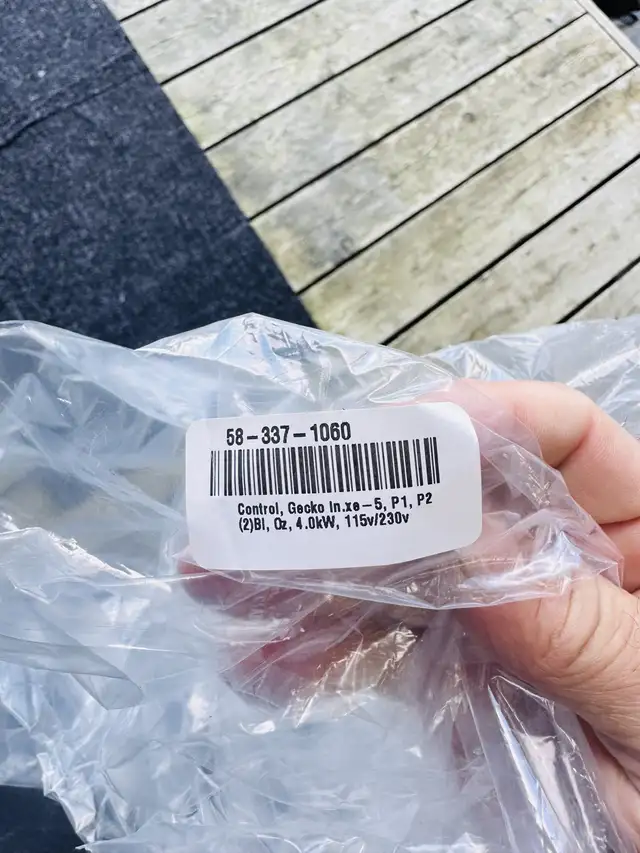 58-337-1060
Control, Gecko in.xe-5, P1, P2
(2)Bl, Oz, 4.0kW, 115v/230v